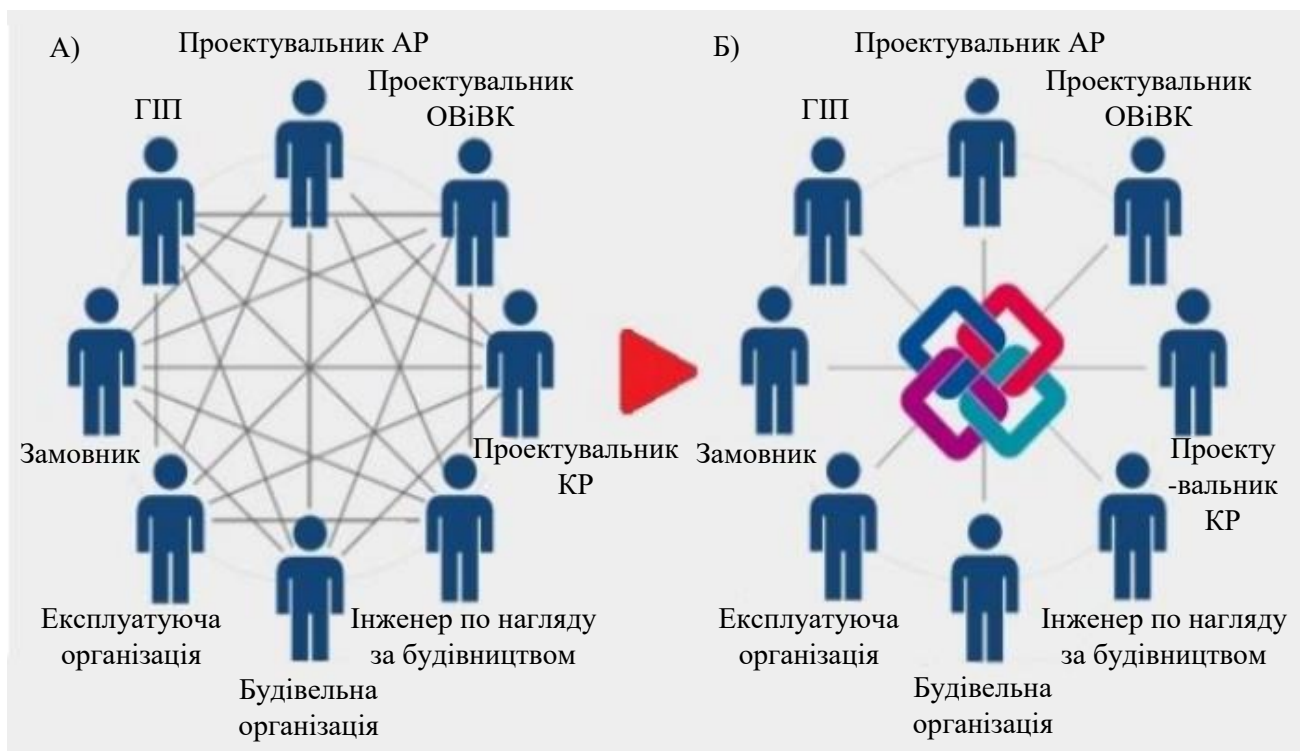 А)
Проектувальник АР
ГІП
Проектувальник
ОВіВК
Замовник
Проектувальник
КР
Експлуатуюча
організація
Інженер по нагляду
за будівництвом
Будівельна
організація
Б)
Проектувальник АР
ГІП
Проектувальник
ОВіВК
Замовник
Проекту
-вальник
КР
Експлуатуюча
організація
Інженер по нагляду
за будівництвом
Будівельна
організація